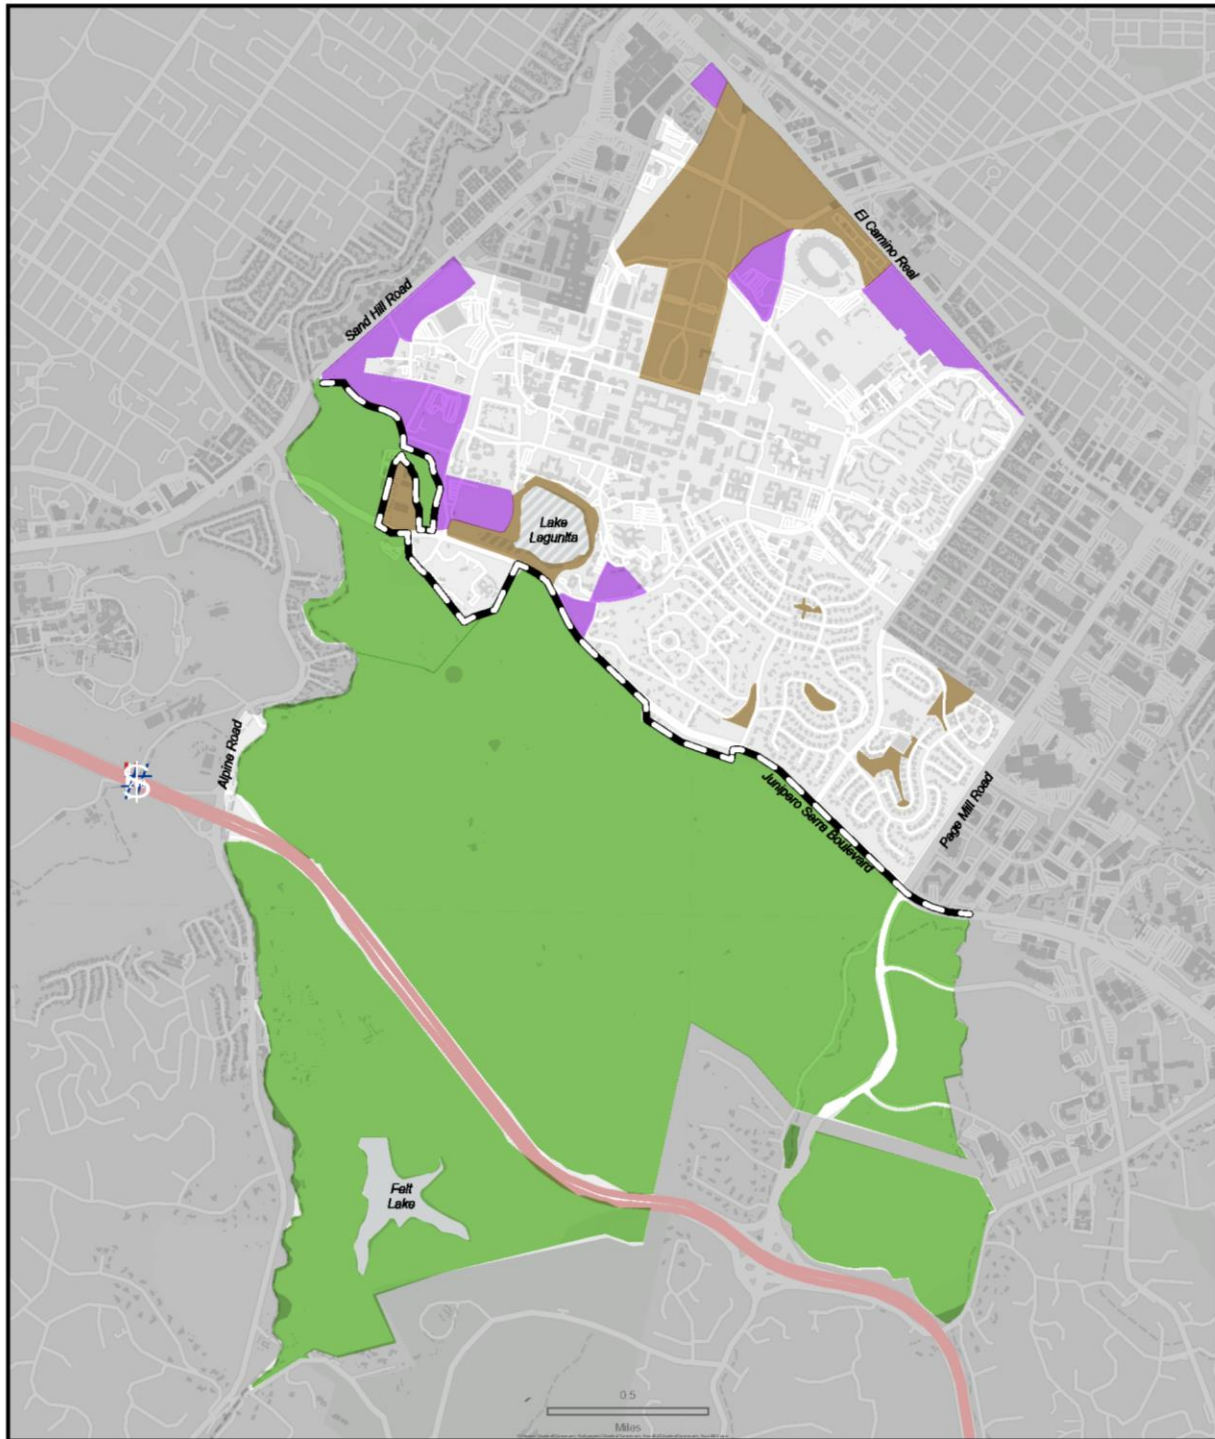 El Camino Real
Sand Hill Road
Lake
Lagunita
Alpine Road
Junipero Serra Boulevard
Page Mill Road
Felt
Lake
0.5
Miles